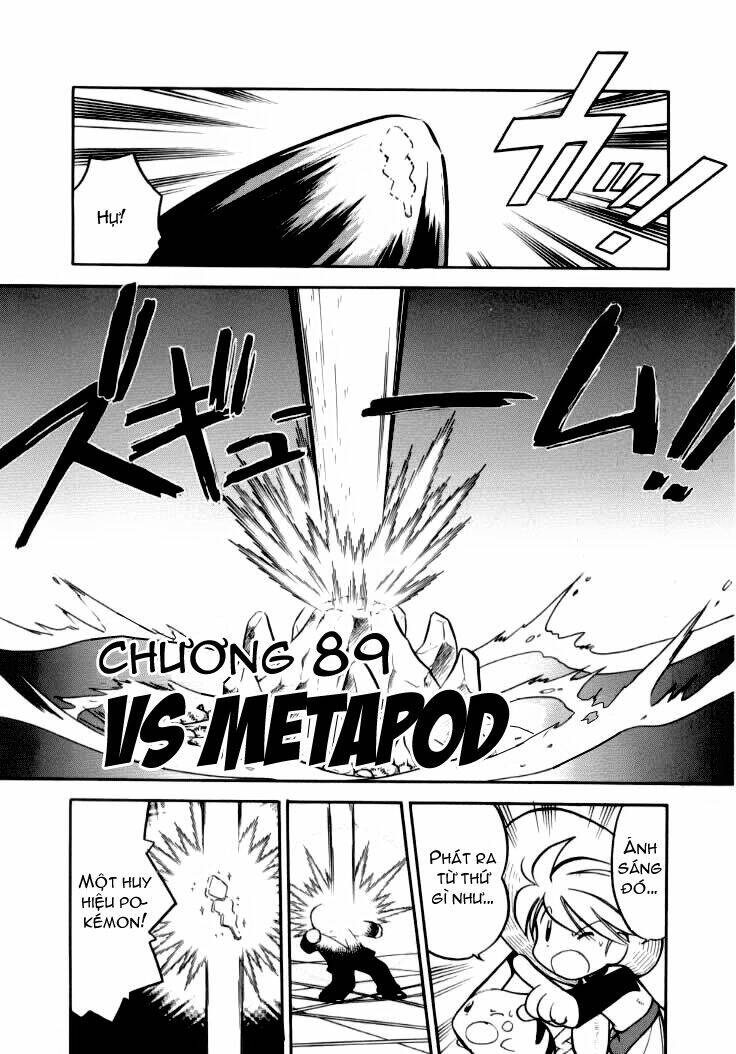 カッ!
HỰ!
ズギューム!!
CHƯƠNG 89
VS METAPOD
ÁNH
SÁNG
ĐÓ...
PHÁT RA
TỪ THỨ
GÌ NHƯ...
MỘT HUY
HIỆU PO-
KÉMON!